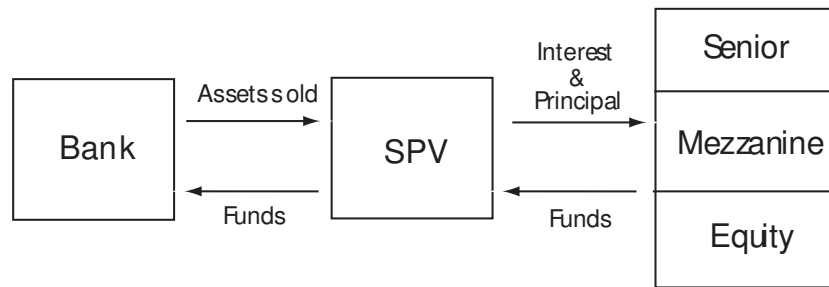 Bank
Assets sold
Funds
SPV
Interest
&
Principal
Funds
Senior
Mezzanine
Equity